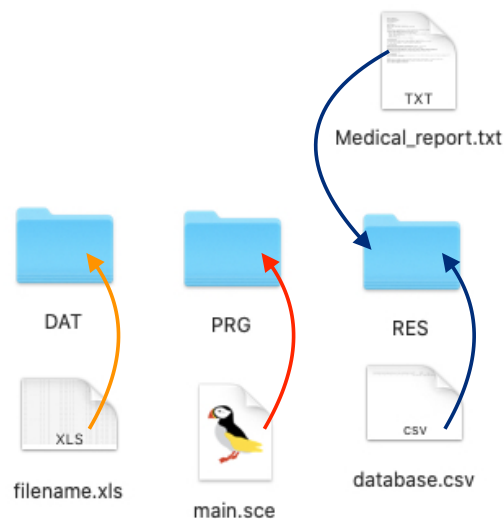 TXT
Medical_report.txt
DAT
PRG
RES
XLS
CSV
filename.xls
main.sce
database.csv